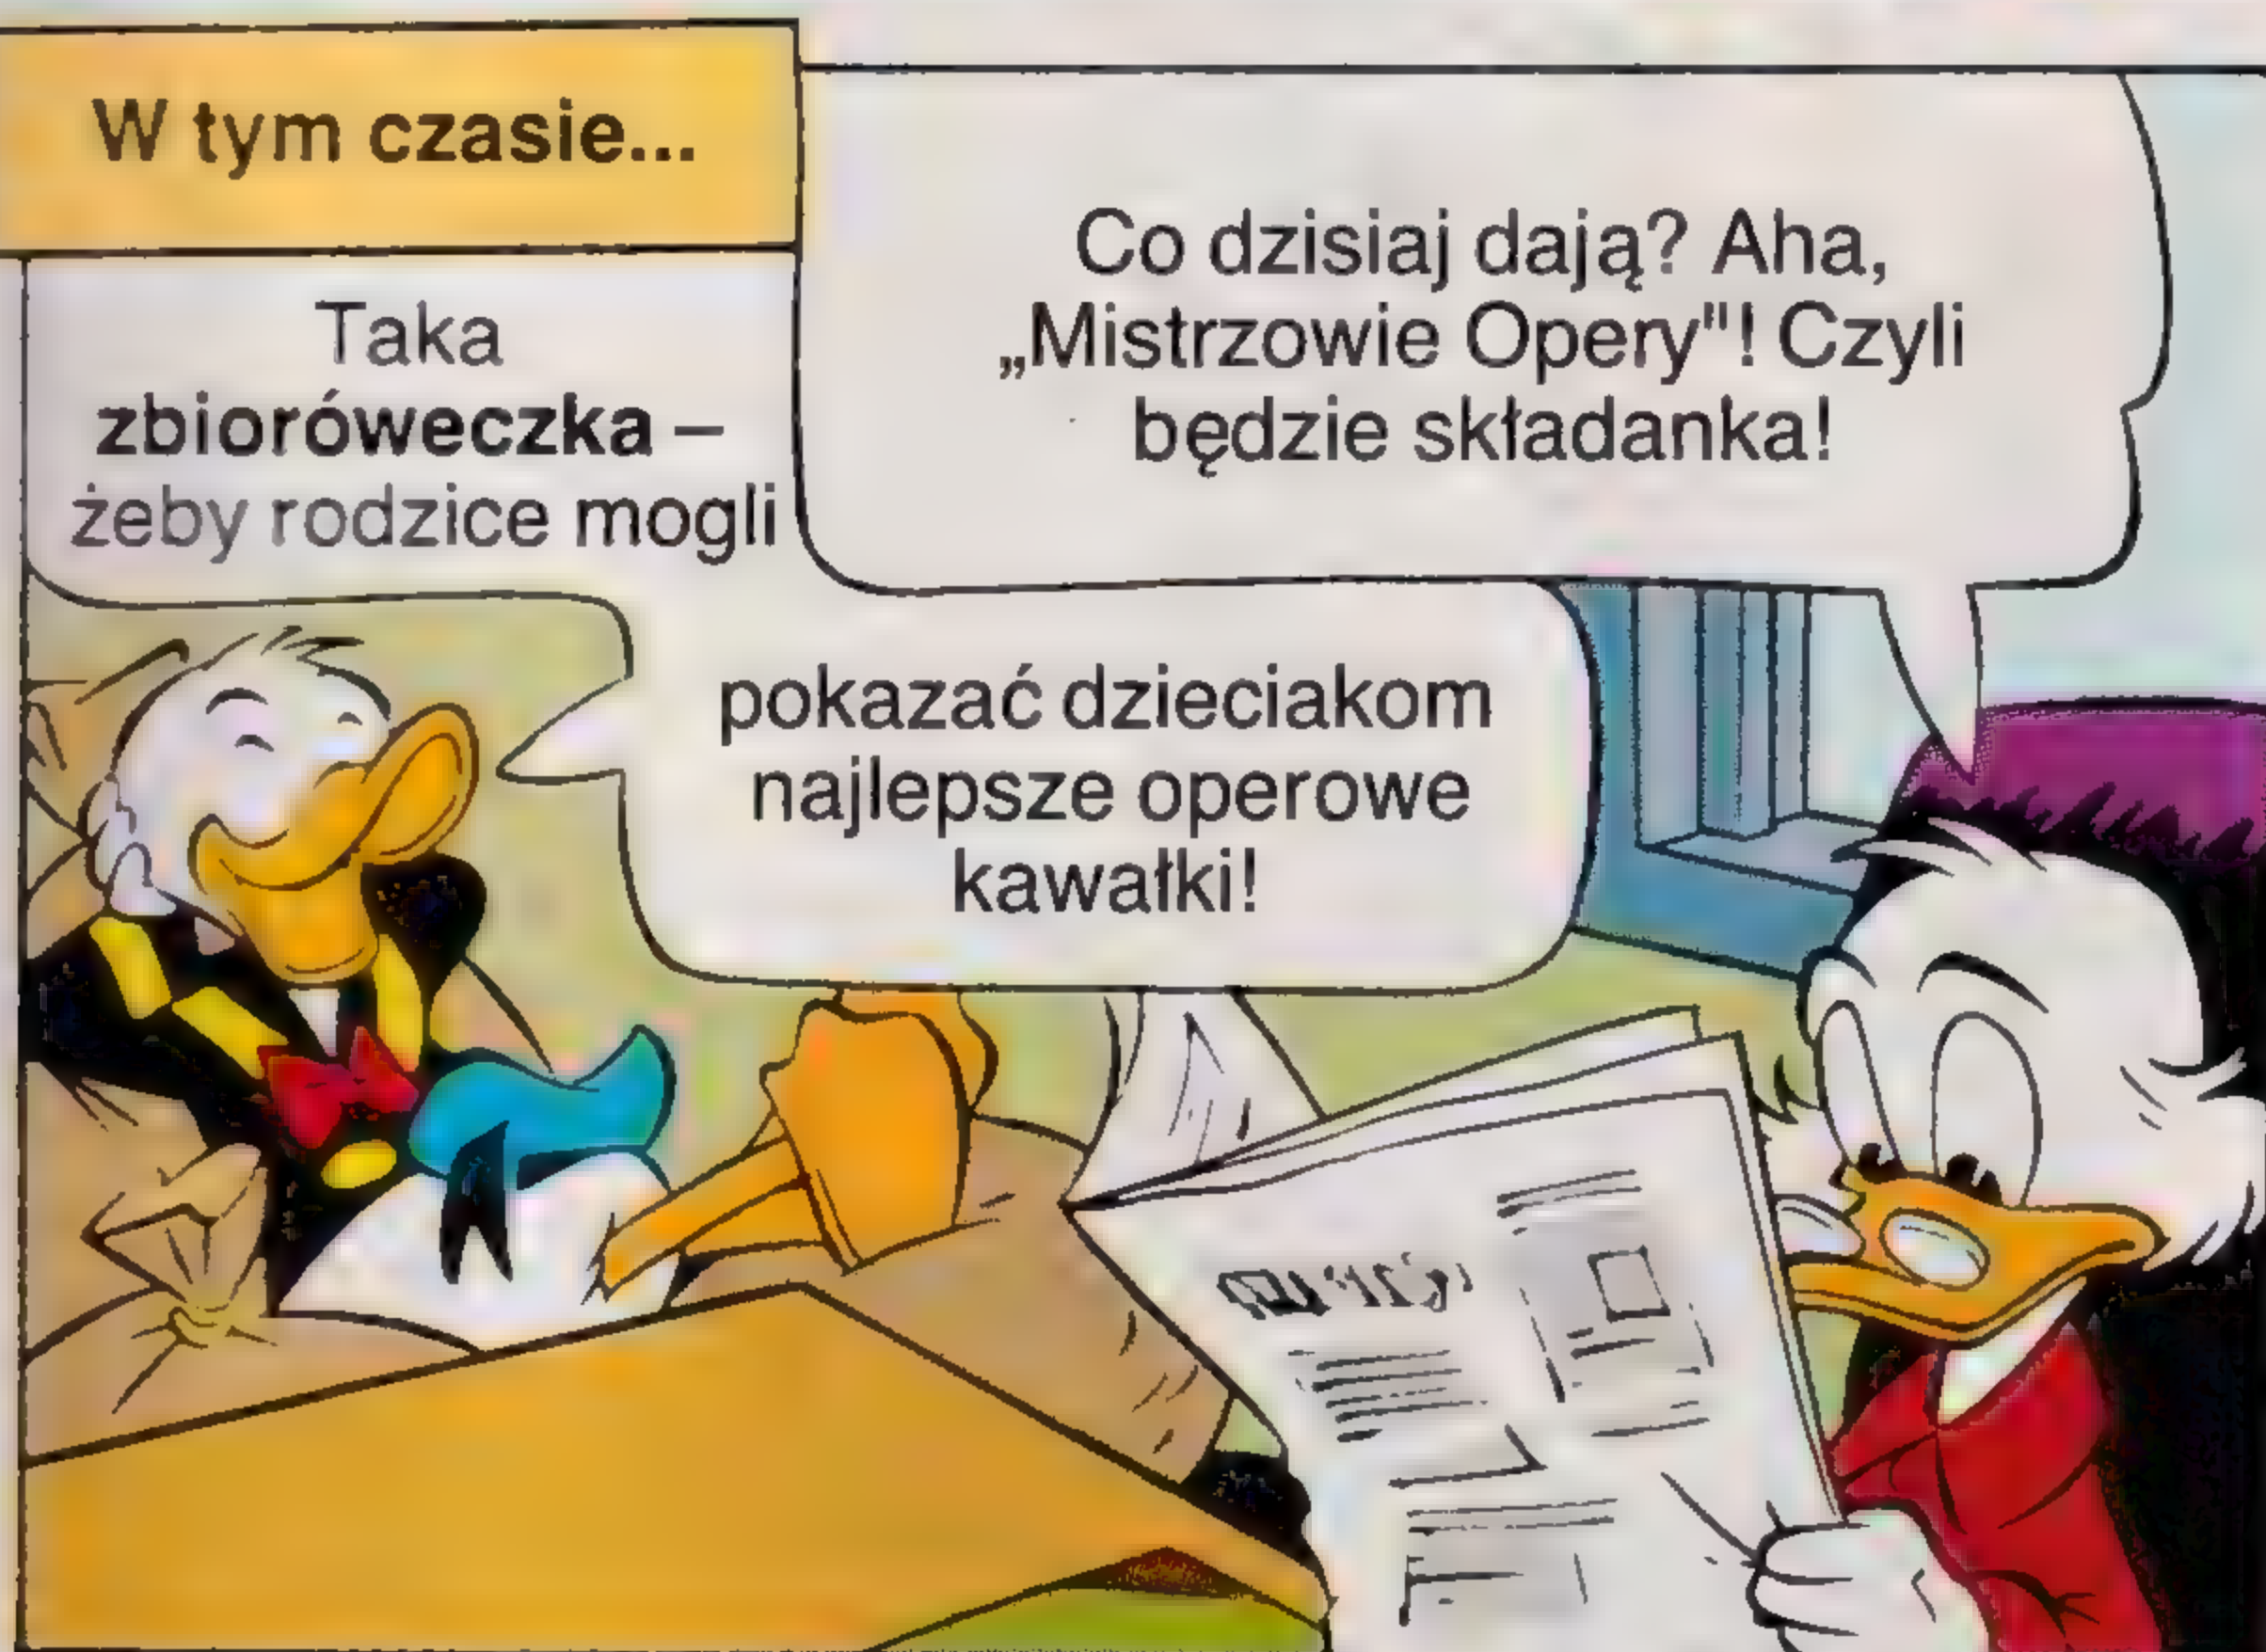 W tym czasie...
Co dzisiaj dają? Aha,
„Mistrzowie Opery"! Czyli
będzie składanka!
Taka
zbioróweczka –
żeby rodzice mogli
pokazać dzieciakom
najlepsze operowe
kawałki!